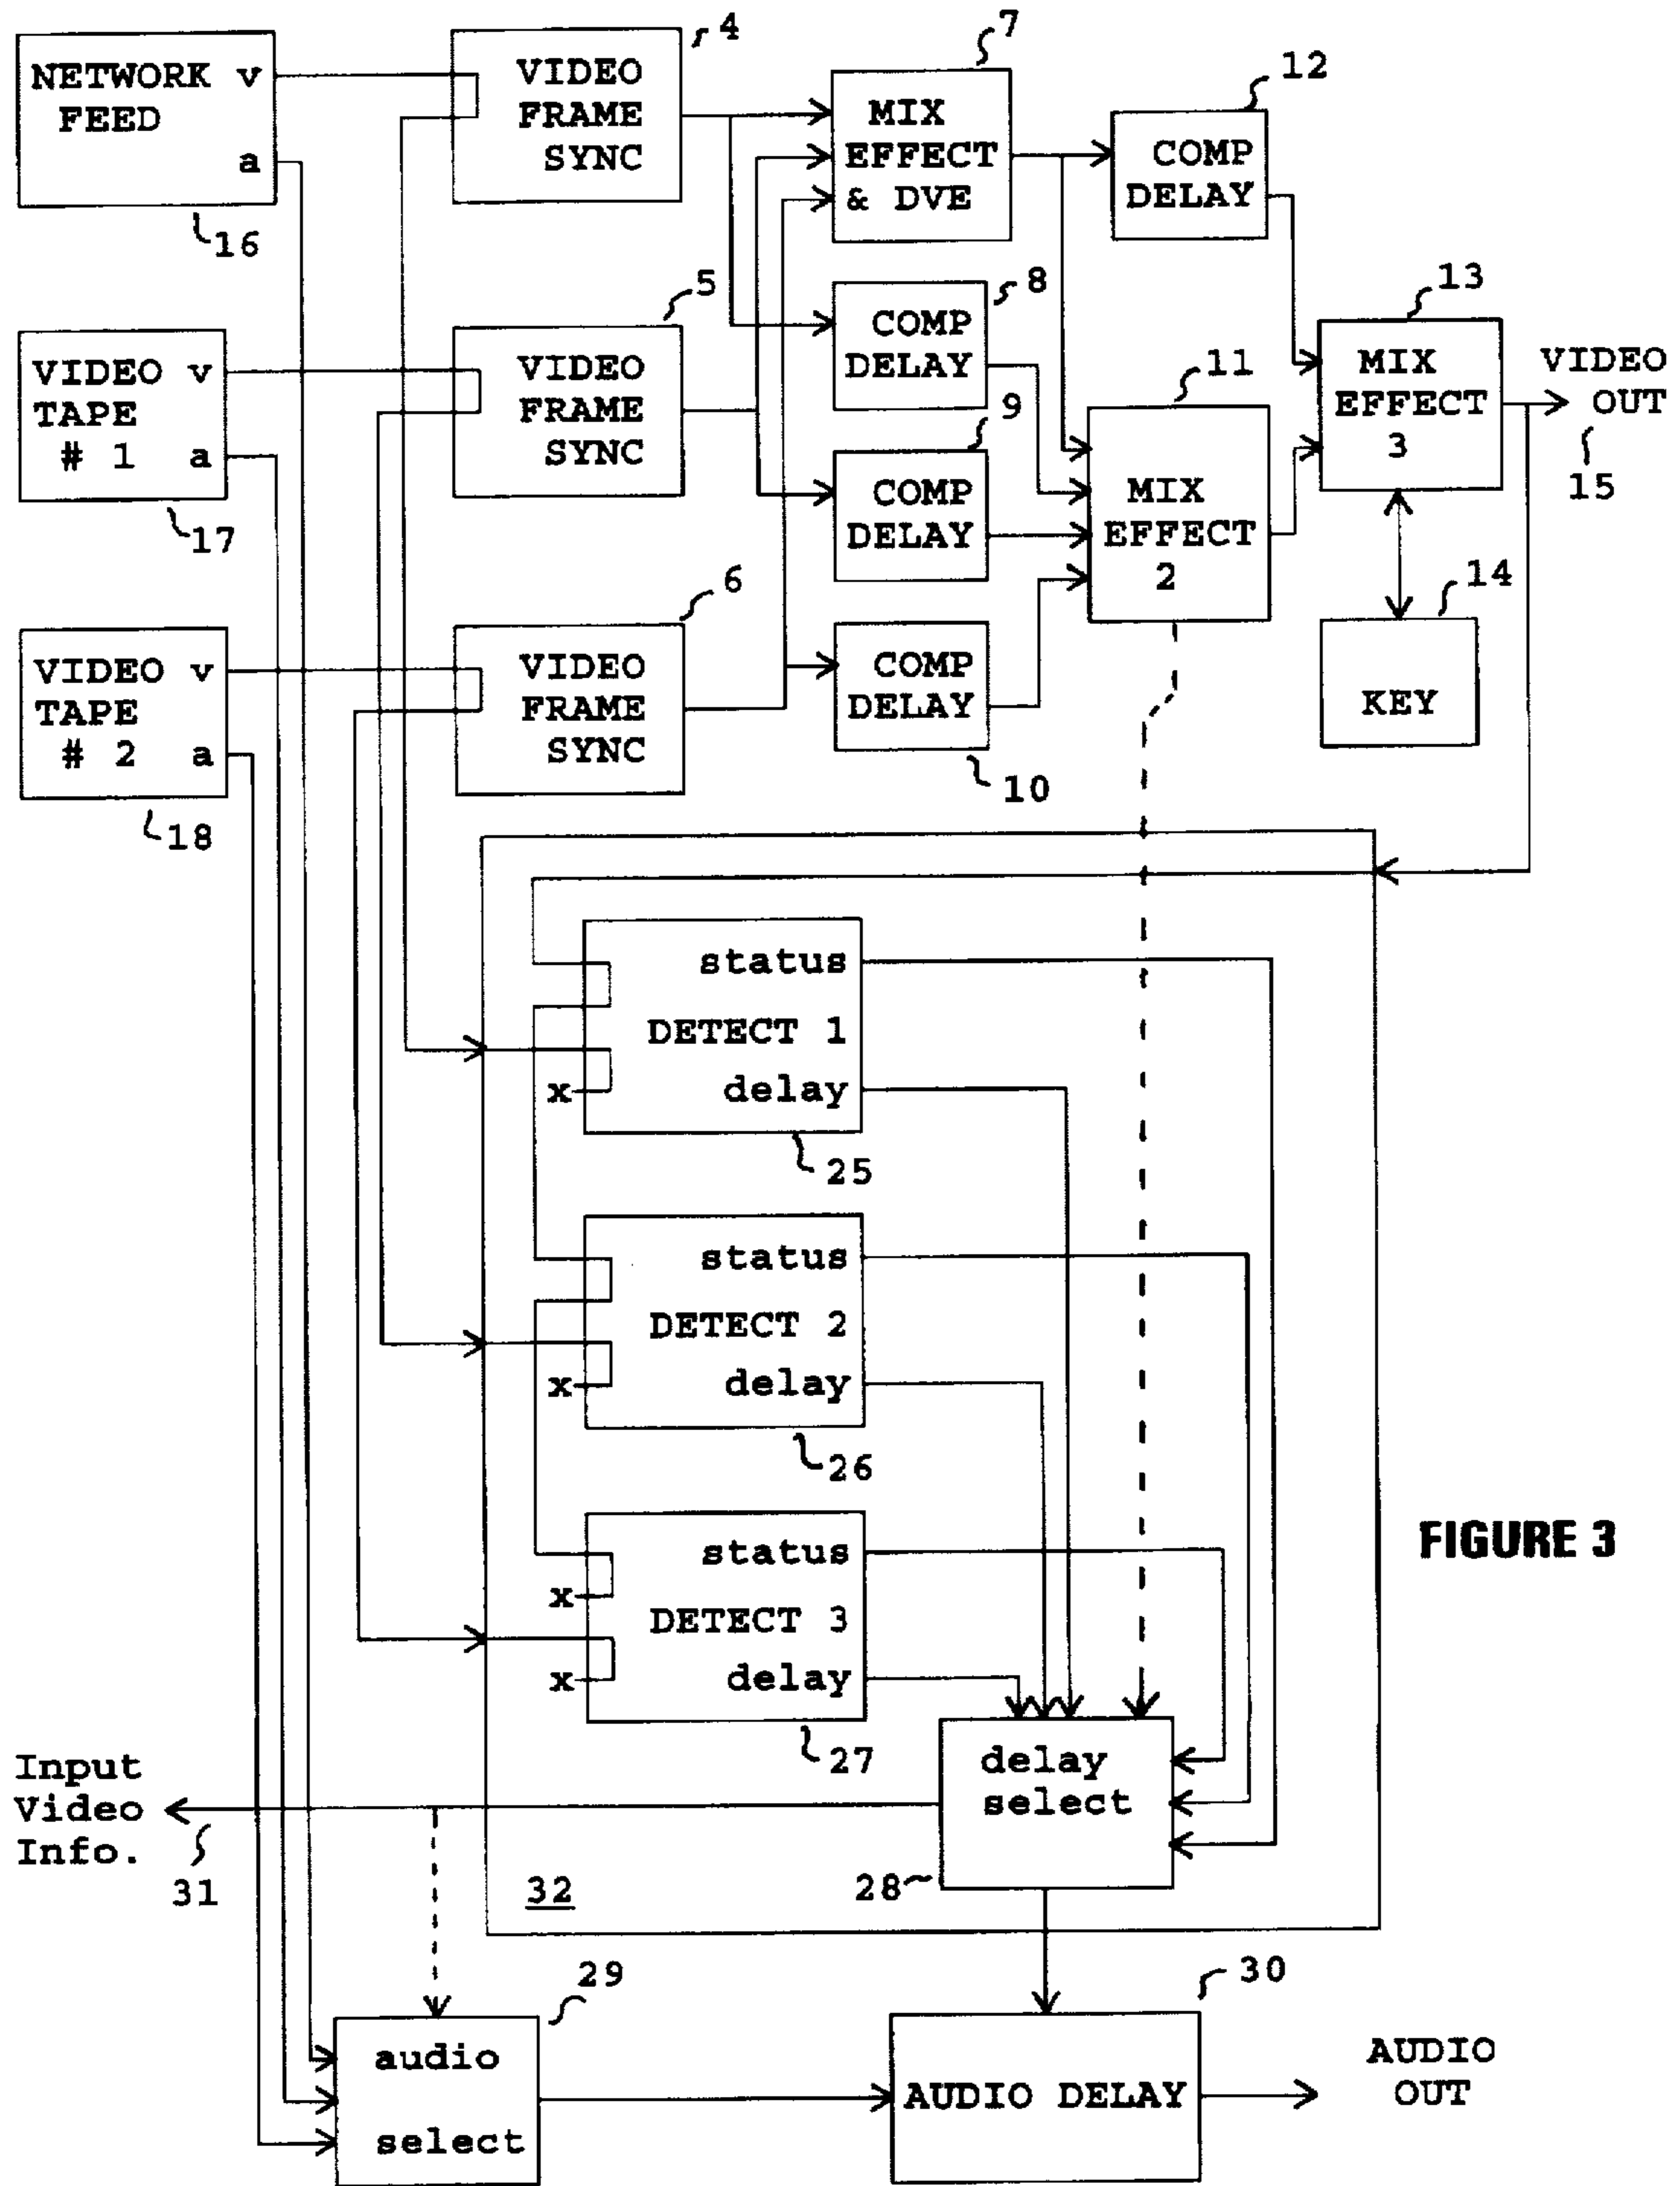 NETWORK v
FEED
a
16
VIDEO
FRAME
SYNC
4
MIX
EFFECT
& DVE
7
COMP
DELAY
12
VIDEO v
TAPE
# 1 a
17
VIDEO
FRAME
SYNC
5
COMP
DELAY
8
COMP
DELAY
9
MIX
EFFECT
2
11
MIX
EFFECT
3
13
VIDEO
OUT
15
VIDEO v
TAPE
# 2 a
18
VIDEO
FRAME
SYNC
6
COMP
DELAY
10
KEY
14
status
DETECT 1
x delay
25
status
DETECT 2
x delay
26
status
x
DETECT 3
x delay
27
FIGURE 3
delay
select
28
Input
Video
Info.
31
32
audio
select
29
AUDIO DELAY
30
AUDIO
OUT